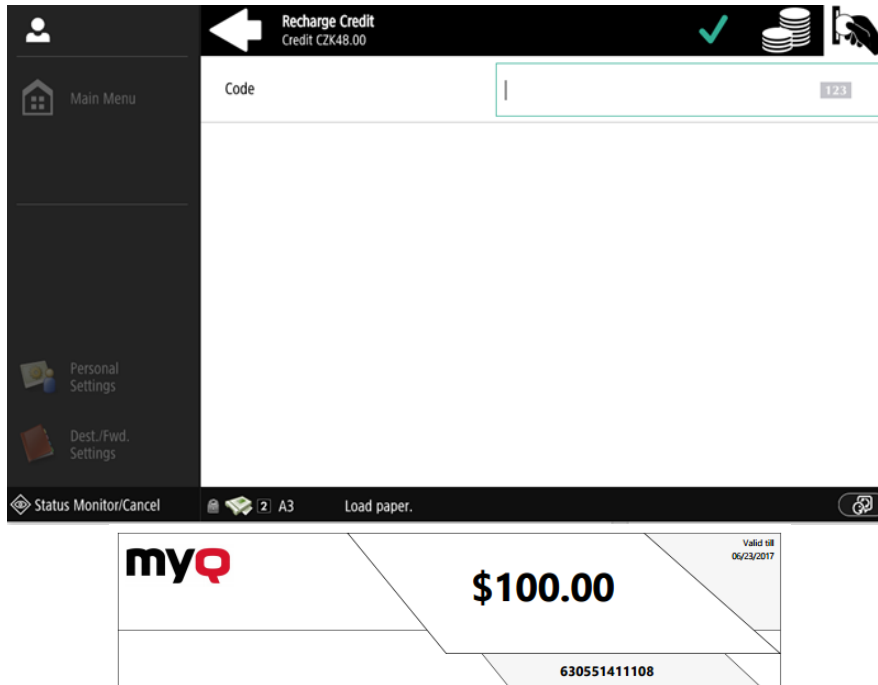 Recharge Credit
Credit CZK48.00
Main Menu
Code
123
Personal
Settings
Dest./Fwd.
Settings
Status Monitor/Cancel
2 A3 Load paper.
myQ
$100.00
Valid till
06/23/2017
630551411108